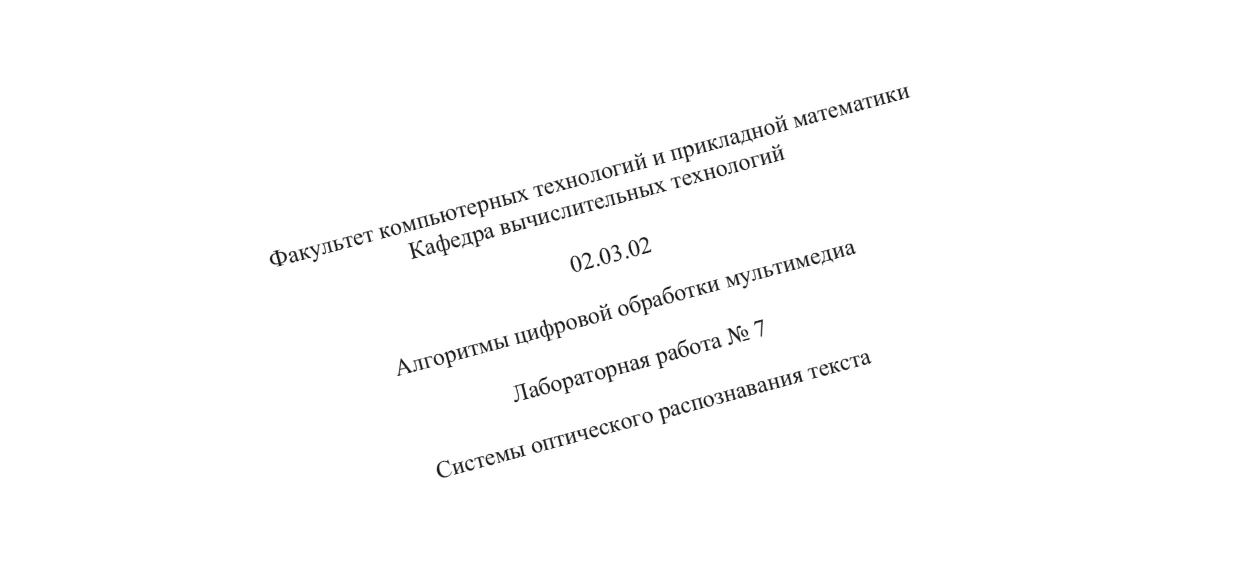 Факультет компьютерных технологий и прикладной математики
Кафедра вычислительных технологий
02.03.02
Алгоритмы цифровой обработки мультимедиа
Лабораторная работа № 7
Системы оптического распознавания текста